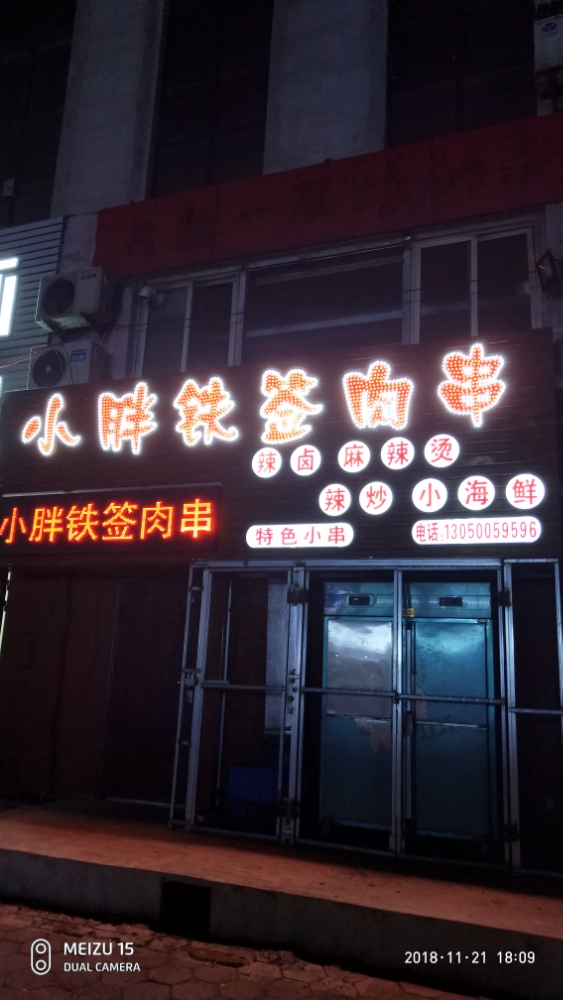 小胖铁签肉串
辣卤 麻辣烫
辣炒 小海鲜
小胖铁签肉串
特色小串
电话:13050059596
MEIZU 15
DUAL CAMERA
2018·11·21 18:09